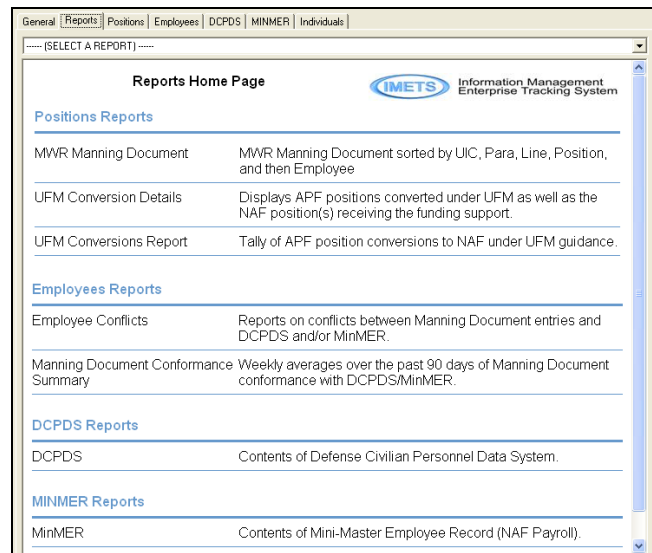 General Reports Positions Employees DCPDS MINMER Individuals
----- (SELECT A REPORT) -----
Reports Home Page
IMETS Information Management
Enterprise Tracking System
Positions Reports
MWR Manning Document MWR Manning Document sorted by UIC, Para, Line, Position,
and then Employee
UFM Conversion Details Displays APF positions converted under UFM as well as the
NAF position(s) receiving the funding support.
UFM Conversions Report Tally of APF position conversions to NAF under UFM guidance.
Employees Reports
Employee Conflicts Reports on conflicts between Manning Document entries and
DCPDS and/or MinMER.
Manning Document Conformance Weekly averages over the past 90 days of Manning Document
Summary conformance with DCPDS/MinMER.
DCPDS Reports
DCPDS Contents of Defense Civilian Personnel Data System.
MINMER Reports
MinMER Contents of Mini-Master Employee Record (NAF Payroll).